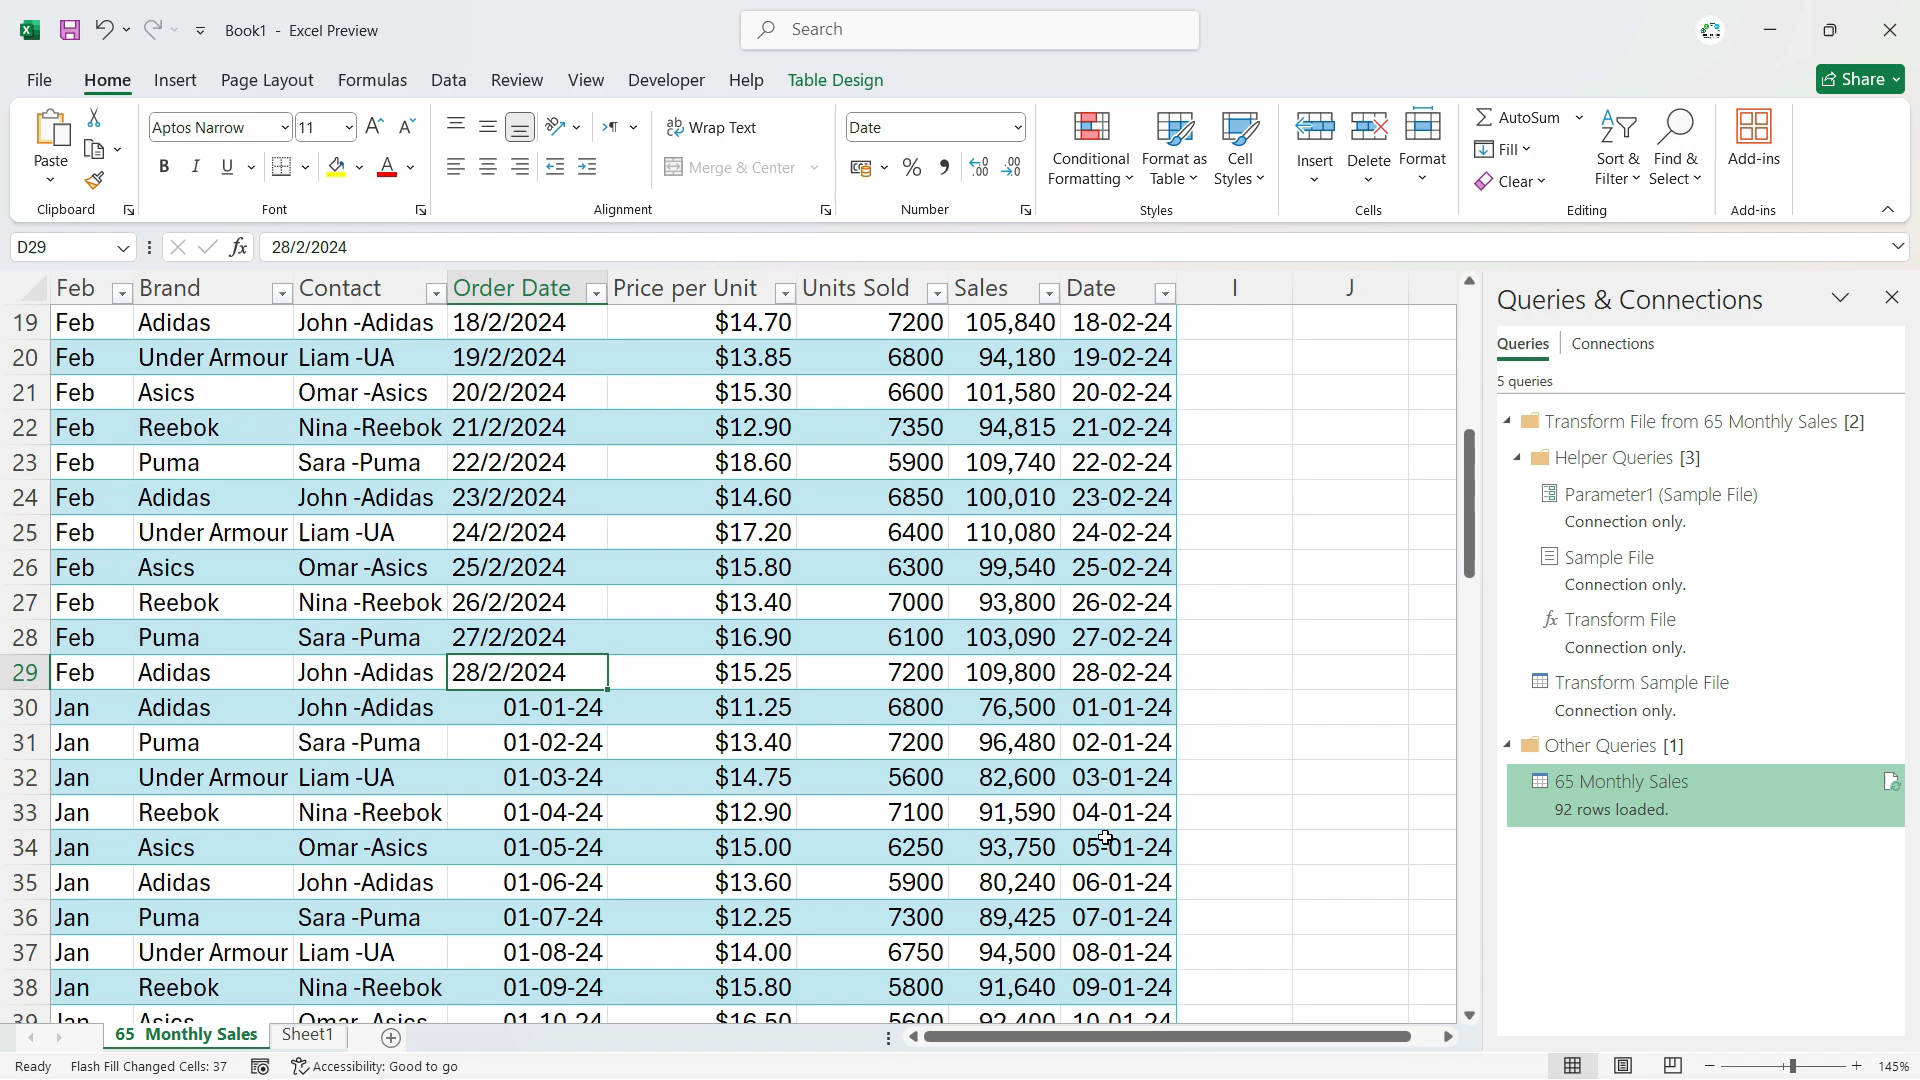 Book1 - Excel Preview
Search
File Home Insert Page Layout Formulas Data Review View Developer Help Table Design
Share
Paste
Clipboard
Aptos Narrow 11
B I U
Font
Wrap Text
Merge & Center
Alignment
Date
Number
Conditional Formatting
Format as Table
Cell Styles
Styles
Insert Delete Format
Cells
AutoSum
Fill
Clear
Sort & Filter
Find & Select
Editing
Add-ins
Add-ins
D29 fx 28/2/2024
Feb Brand Contact Order Date Price per Unit Units Sold Sales Date I J
19 Feb Adidas John -Adidas 18/2/2024 $14.70 7200 105,840 18-02-24
20 Feb Under Armour Liam -UA 19/2/2024 $13.85 6800 94,180 19-02-24
21 Feb Asics Omar -Asics 20/2/2024 $15.30 6600 101,580 20-02-24
22 Feb Reebok Nina -Reebok 21/2/2024 $12.90 7350 94,815 21-02-24
23 Feb Puma Sara -Puma 22/2/2024 $18.60 5900 109,740 22-02-24
24 Feb Adidas John -Adidas 23/2/2024 $14.60 6850 100,010 23-02-24
25 Feb Under Armour Liam -UA 24/2/2024 $17.20 6400 110,080 24-02-24
26 Feb Asics Omar -Asics 25/2/2024 $15.80 6300 99,540 25-02-24
27 Feb Reebok Nina -Reebok 26/2/2024 $13.40 7000 93,800 26-02-24
28 Feb Puma Sara -Puma 27/2/2024 $16.90 6100 103,090 27-02-24
29 Feb Adidas John -Adidas 28/2/2024 $15.25 7200 109,800 28-02-24
30 Jan Adidas John -Adidas 01-01-24 $11.25 6800 76,500 01-01-24
31 Jan Puma Sara -Puma 01-02-24 $13.40 7200 96,480 02-01-24
32 Jan Under Armour Liam -UA 01-03-24 $14.75 5600 82,600 03-01-24
33 Jan Reebok Nina -Reebok 01-04-24 $12.90 7100 91,590 04-01-24
34 Jan Asics Omar -Asics 01-05-24 $15.00 6250 93,750 05-01-24
35 Jan Adidas John -Adidas 01-06-24 $13.60 5900 80,240 06-01-24
36 Jan Puma Sara -Puma 01-07-24 $12.25 7300 89,425 07-01-24
37 Jan Under Armour Liam -UA 01-08-24 $14.00 6750 94,500 08-01-24
38 Jan Reebok Nina -Reebok 01-09-24 $15.80 5800 91,640 09-01-24
39 Jan Asics Omar -Asics 01-10-24 $16.50 5600 92,400 10-01-24
Queries & Connections
Queries Connections
5 queries
Transform File from 65 Monthly Sales [2]
Helper Queries [3]
Parameter1 (Sample File)
Connection only.
Sample File
Connection only.
fx Transform File
Connection only.
Transform Sample File
Connection only.
Other Queries [1]
65 Monthly Sales
92 rows loaded.
65 Monthly Sales Sheet1
Ready Flash Fill Changed Cells: 37 Accessibility: Good to go 145%